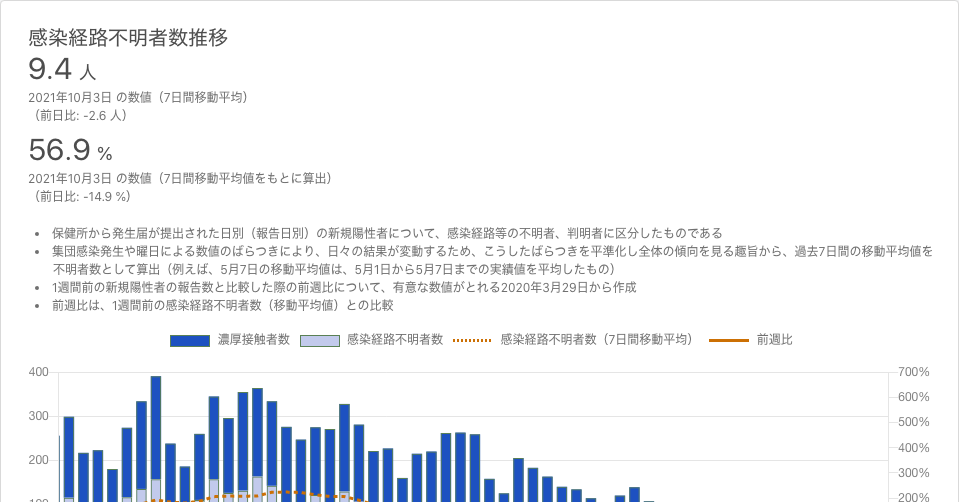 感染経路不明者数推移
9.4 人
2021年10月3日 の数値（7日間移動平均）
（前日比: -2.6 人）
56.9 %
2021年10月3日 の数値（7日間移動平均値をもとに算出）
（前日比: -14.9 %）
• 保健所から発生届が提出された日別（報告日別）の新規陽性者について、感染経路等の不明者、判明者に区分したものである
• 集団感染発生や曜日による数値のばらつきにより、日々の結果が変動するため、こうしたばらつきを平準化し全体の傾向を見る趣旨から、過去7日間の移動平均値を
不明者数として算出（例えば、5月7日の移動平均値は、5月1日から5月7日までの実績値を平均したもの）
• 1週間前の新規陽性者の報告数と比較した際の前週比について、有意な数値がとれる2020年3月29日から作成
• 前週比は、1週間前の感染経路不明者数（移動平均値）との比較
濃厚接触者数 感染経路不明者数 感染経路不明者数（7日間移動平均） 前週比
400 700%
600%
300 500%
400%
200 300%
100 200%